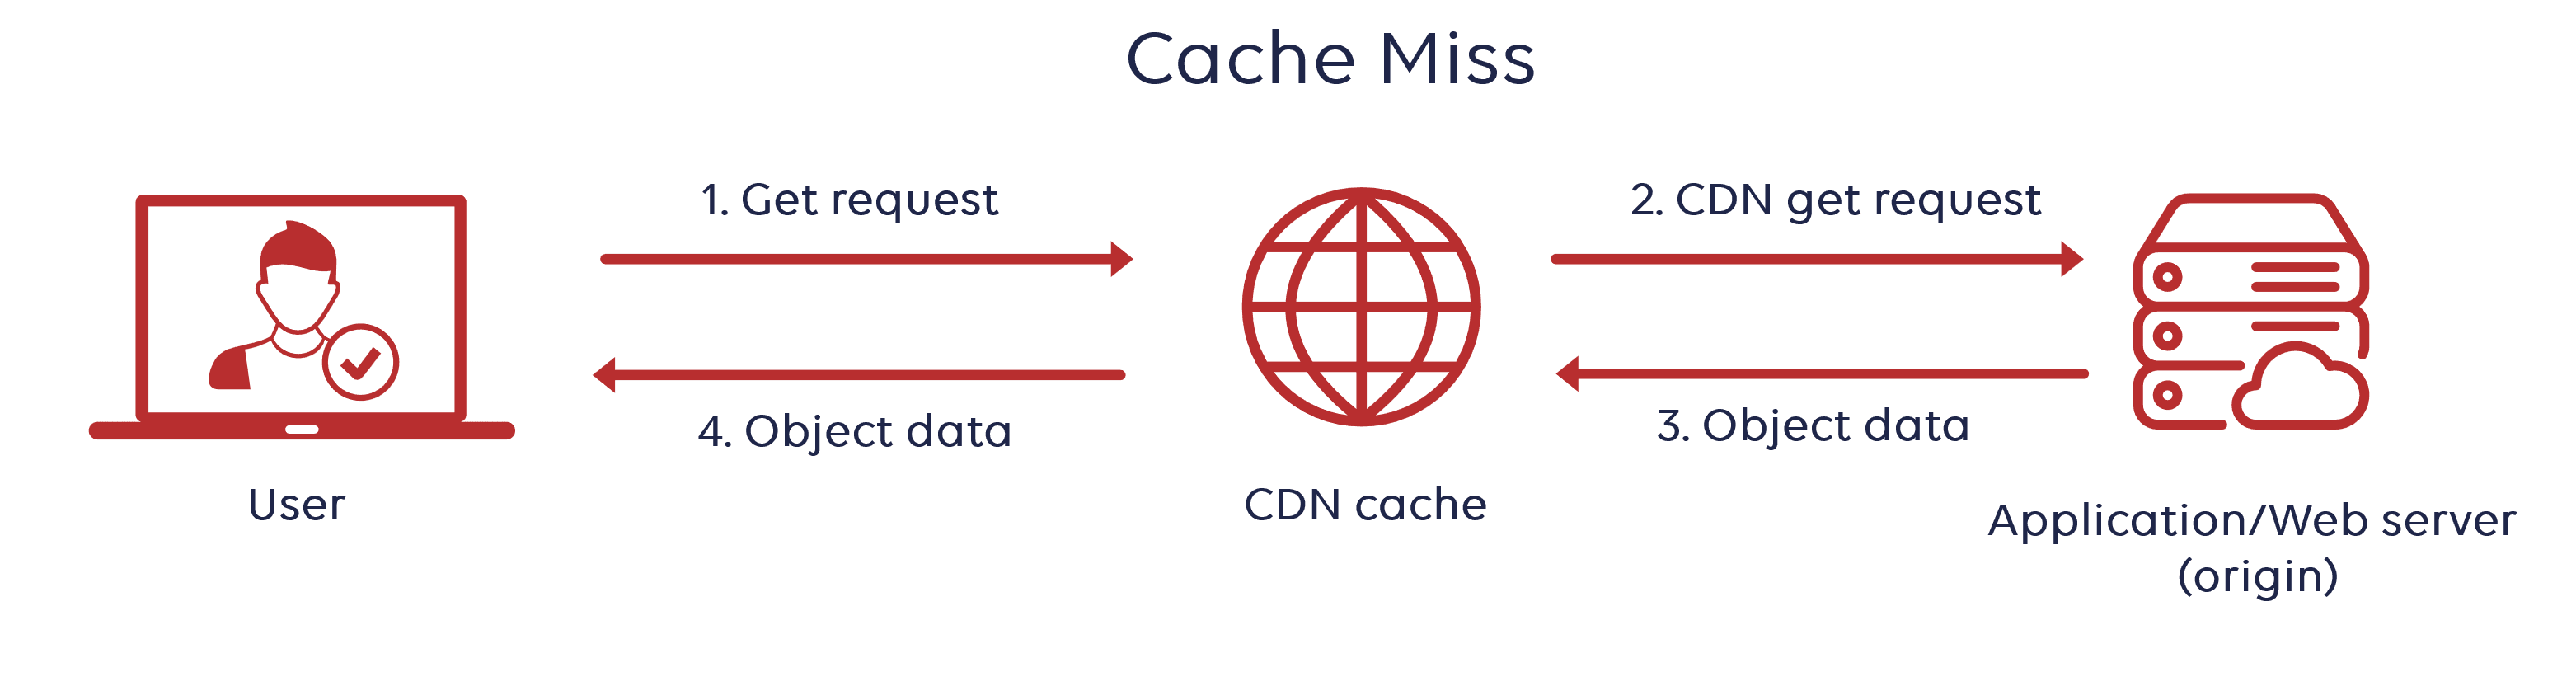 Cache Miss
1. Get request
2. CDN get request
4. Object data
3. Object data
User
CDN cache
Application/Web server
(origin)